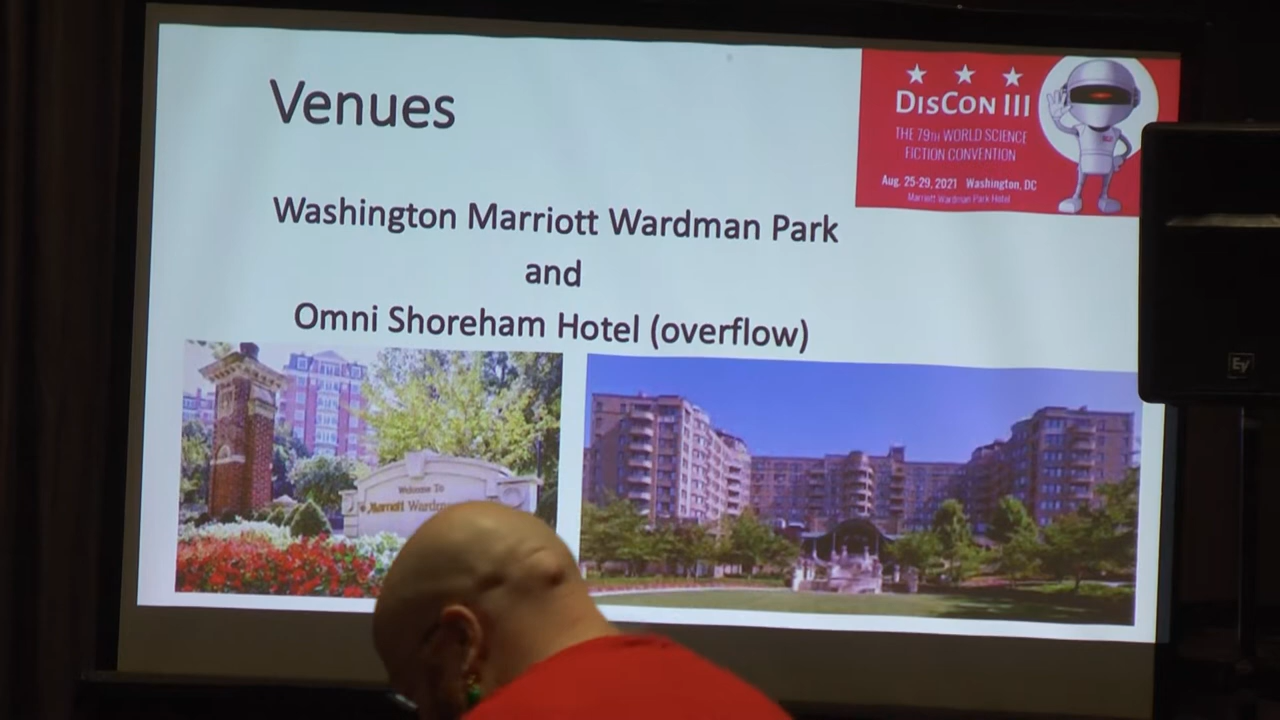 Venues
DisCon III
THE 79TH WORLD SCIENCE
FICTION CONVENTION
Aug. 25-29, 2021 Washington, DC
Marriott Wardman Park Hotel
Washington Marriott Wardman Park
and
Omni Shoreham Hotel (overflow)
Welcome To
Marriott
EV